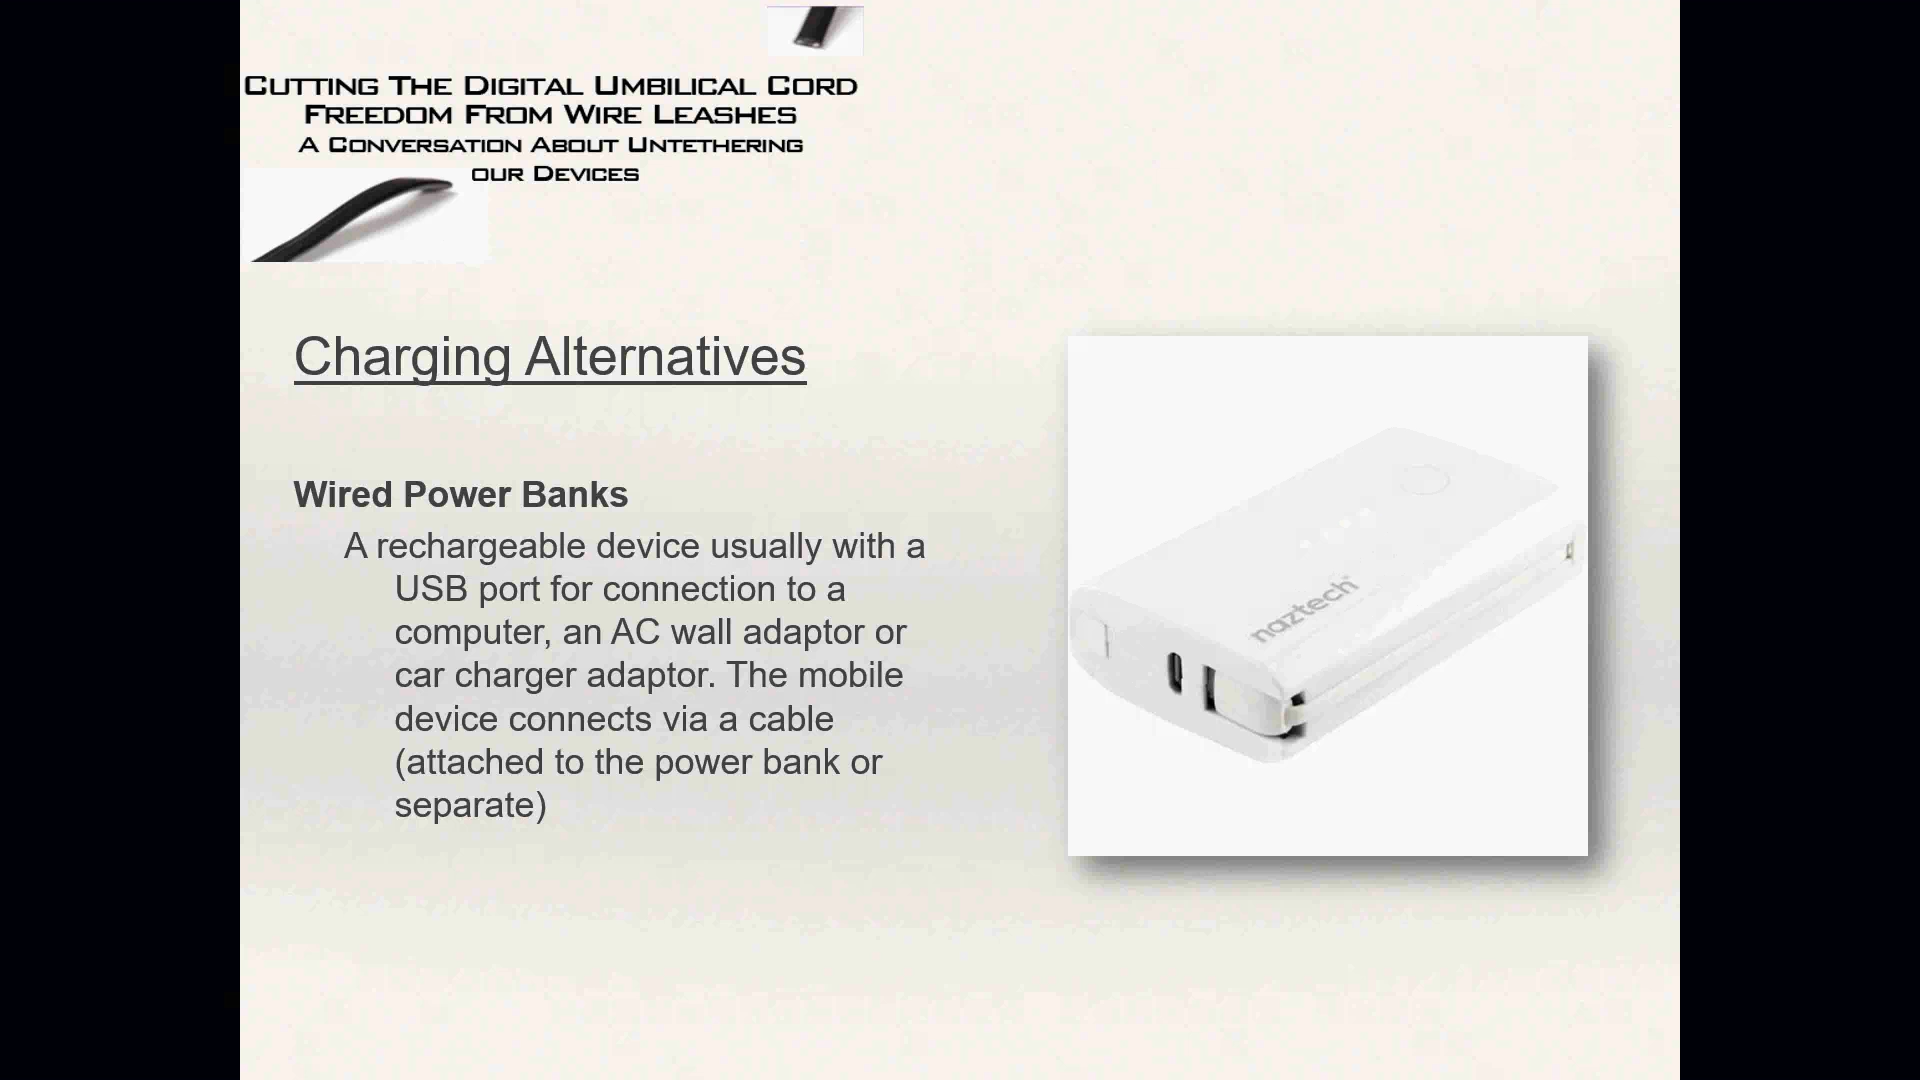 Cutting The Digital Umbilical Cord
Freedom From Wire Leashes
A Conversation About Untethering
our Devices
Charging Alternatives
Wired Power Banks
A rechargeable device usually with a
USB port for connection to a
computer, an AC wall adaptor or
car charger adaptor. The mobile
device connects via a cable
(attached to the power bank or
separate)
naztech